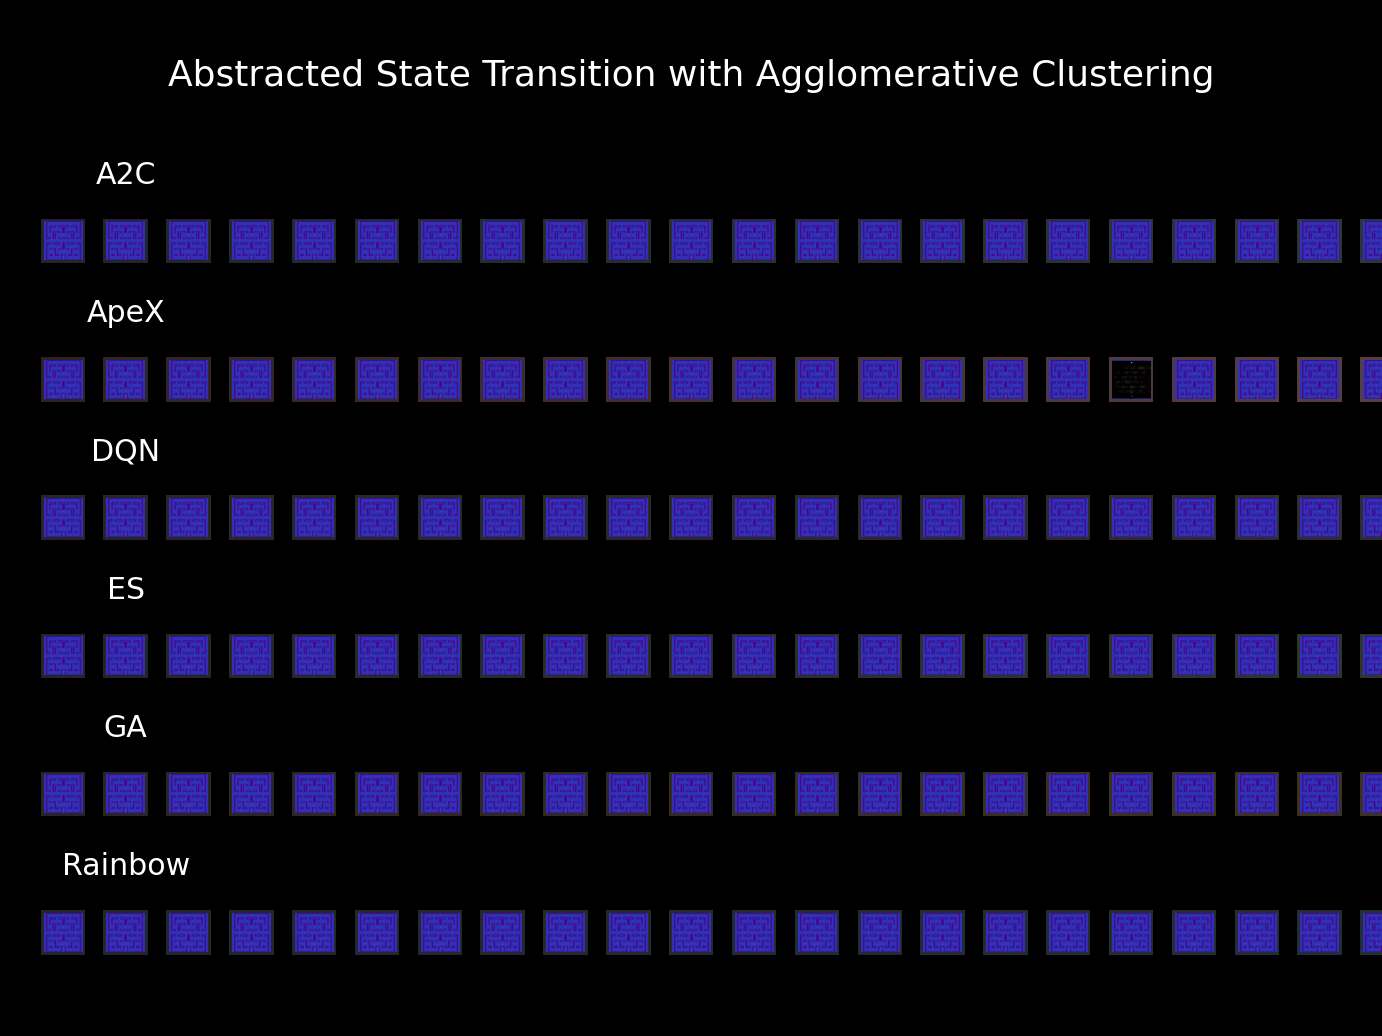 Abstracted State Transition with Agglomerative Clustering
A2C
ApeX
DQN
ES
GA
Rainbow